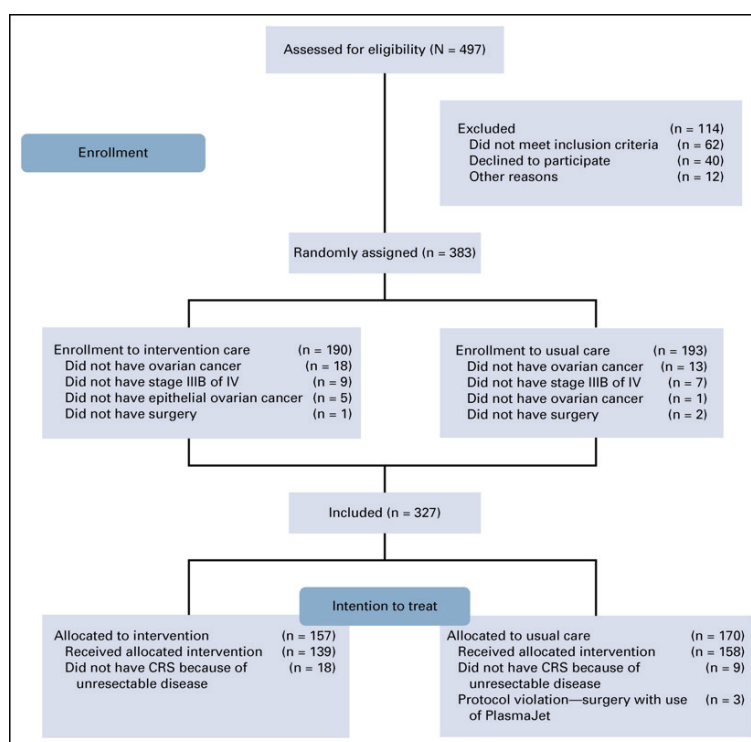 Assessed for eligibility (N = 497)
Enrollment
Excluded (n = 114)
Did not meet inclusion criteria (n = 62)
Declined to participate (n = 40)
Other reasons (n = 12)
Randomly assigned (n = 383)
Enrollment to intervention care (n = 190)
Did not have ovarian cancer (n = 18)
Did not have stage IIIB of IV (n = 9)
Did not have epithelial ovarian cancer (n = 5)
Did not have surgery (n = 1)
Enrollment to usual care (n = 193)
Did not have ovarian cancer (n = 13)
Did not have stage IIIB of IV (n = 7)
Did not have ovarian cancer (n = 1)
Did not have surgery (n = 2)
Included (n = 327)
Intention to treat
Allocated to intervention (n = 157)
Received allocated intervention (n = 139)
Did not have CRS because of (n = 18)
unresectable disease
Allocated to usual care (n = 170)
Received allocated intervention (n = 158)
Did not have CRS because of (n = 9)
unresectable disease
Protocol violation—surgery with use (n = 3)
of PlasmaJet